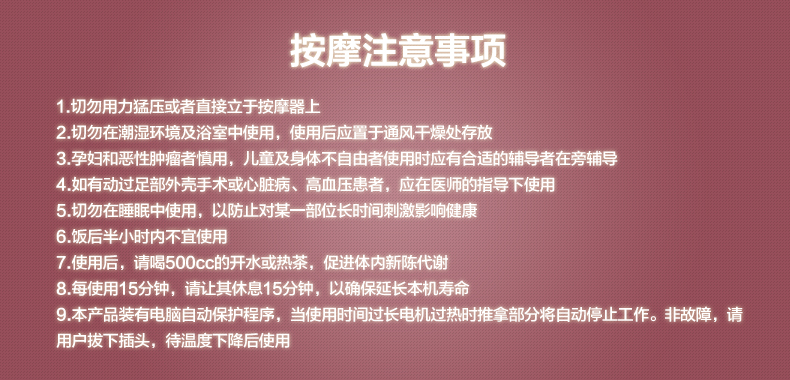 按摩注意事项
1.切勿用力猛压或者直接立于按摩器上
2.切勿在潮湿环境及浴室中使用，使用后应置于通风干燥处存放
3.孕妇和恶性肿瘤者慎用，儿童及身体不自由者使用时应有合适的辅导者在旁辅导
4.如有动过足部外壳手术或心脏病、高血压患者，应在医师的指导下使用
5.切勿在睡眠中使用，以防止对某一部位长时间刺激影响健康
6.饭后半小时内不宜使用
7.使用后，请喝500cc的开水或热茶，促进体内新陈代谢
8.每使用15分钟，请让其休息15分钟，以确保延长本机寿命
9.本产品装有电脑自动保护程序，当使用时间过长电机过热时推拿部分将自动停止工作。非故障，请
用户拔下插头，待温度下降后使用